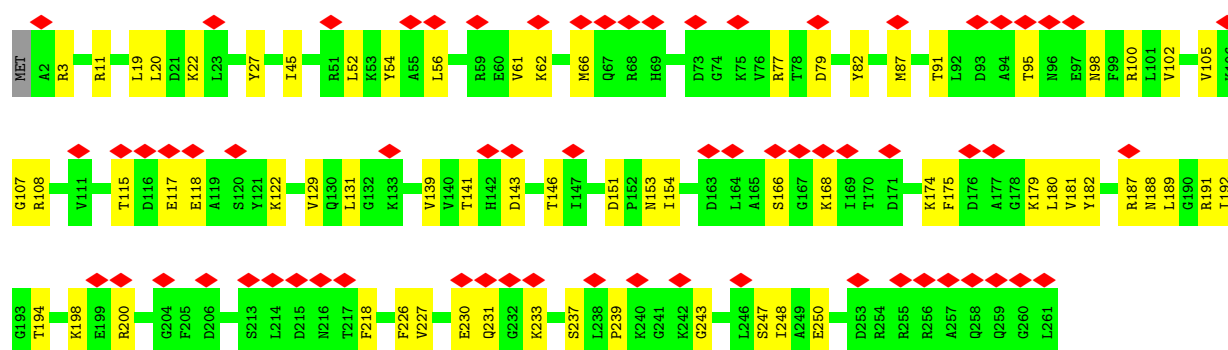 MET A2 R3 R11 L19 L20 D21 K22 L23 Y27 I45 R51 L52 K53 Y54 A55 L56 R59 E60 V61 K62 M66 Q67 R68 H69 D73 G74 K75 V76 R77 T78 D79 Y82 M87 T91 L92 D93 A94 T95 N96 E97 N98 F99 R100 L101 V102 V105
G107 R108 V111 T115 D116 E117 E118 A119 S120 Y121 K122 V129 Q130 L131 G132 K133 V139 V140 T141 H142 D143 T146 I147 D151 P152 N153 I154 D163 L164 A165 S166 G167 K168 I169 T170 D171 K174 F175 D176 A177 G178 K179 L180 V181 Y182 R187 N188 L189 G190 R191 I192
G193 T194 K198 E199 R200 G204 F205 D206 S213 L214 D215 N216 T217 F218 F226 V227 E230 Q231 G232 K233 S237 L238 P239 K240 G241 K242 G243 L246 S247 I248 A249 E250 D253 R254 R255 R256 A257 Q258 Q259 G260 L261